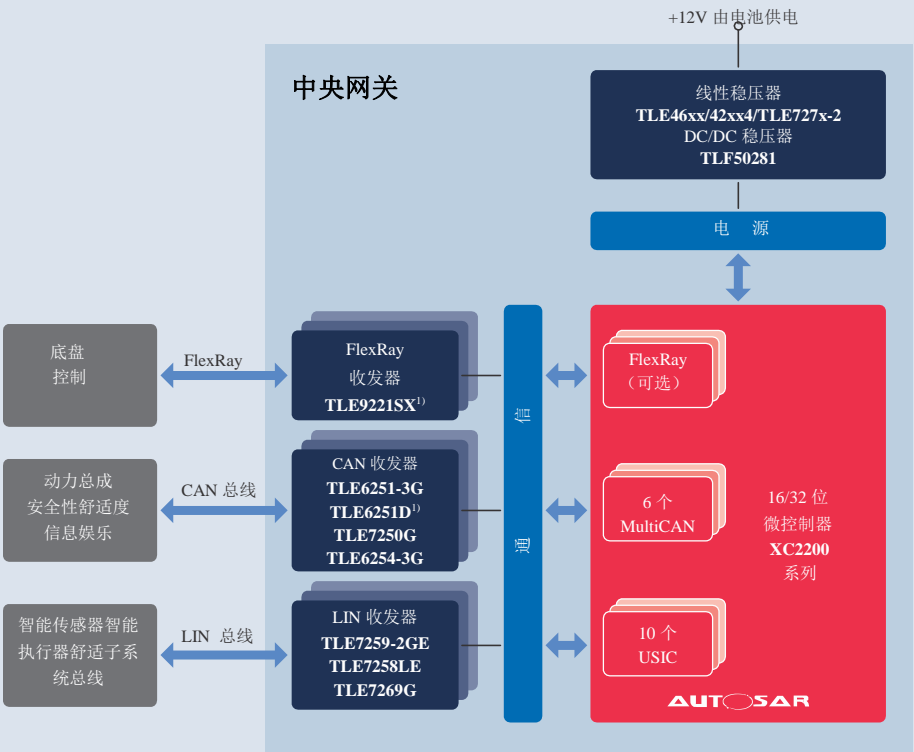 +12V 由电池供电
中央网关
线性稳压器
TLE46xx/42xx4/TLE727x-2
DC/DC 稳压器
TLF50281
电 源
底盘
控制
FlexRay
FlexRay
收发器
TLE9221SX1)
FlexRay
（可选）
动力总成
安全性舒适度
信息娱乐
CAN 总线
CAN 收发器
TLE6251-3G
TLE6251D1)
TLE7250G
TLE6254-3G
通
信
6 个
MultiCAN
16/32 位
微控制器
XC2200
系列
智能传感器智能
执行器舒适子系
统总线
LIN 总线
LIN 收发器
TLE7259-2GE
TLE7258LE
TLE7269G
10 个
USIC
AUTOSAR